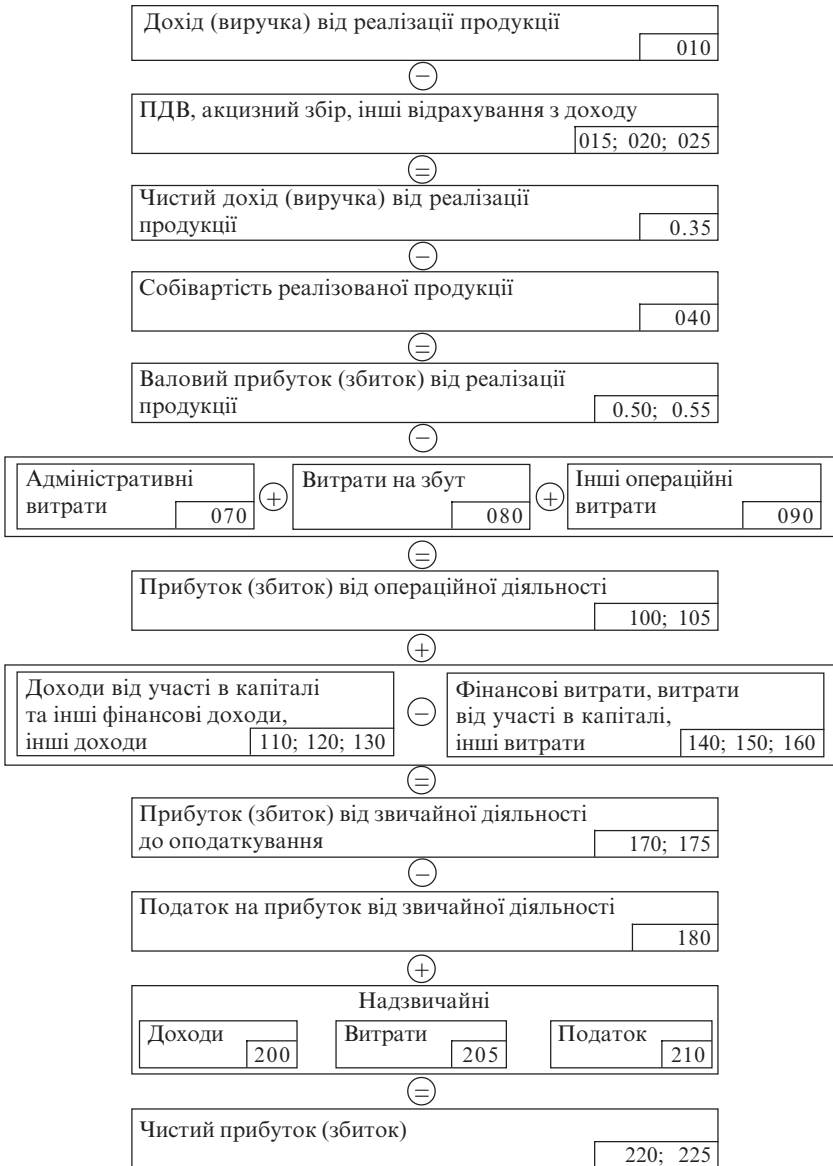 Дохід (виручка) від реалізації продукції
010
−
ПДВ, акцизний збір, інші відрахування з доходу
015; 020; 025
=
Чистий дохід (виручка) від реалізації
продукції
0.35
−
Собівартість реалізованої продукції
040
=
Валовий прибуток (збиток) від реалізації
продукції
0.50; 0.55
−
Адміністративні
витрати
070
+
Витрати на збут
080
+
Інші операційні
витрати
090
=
Прибуток (збиток) від операційної діяльності
100; 105
+
Доходи від участі в капіталі
та інші фінансові доходи,
інші доходи
110; 120; 130
−
Фінансові витрати, витрати
від участі в капіталі,
інші витрати
140; 150; 160
=
Прибуток (збиток) від звичайної діяльності
до оподаткування
170; 175
−
Податок на прибуток від звичайної діяльності
180
+
Надзвичайні
Доходи
200
Витрати
205
Податок
210
=
Чистий прибуток (збиток)
220; 225